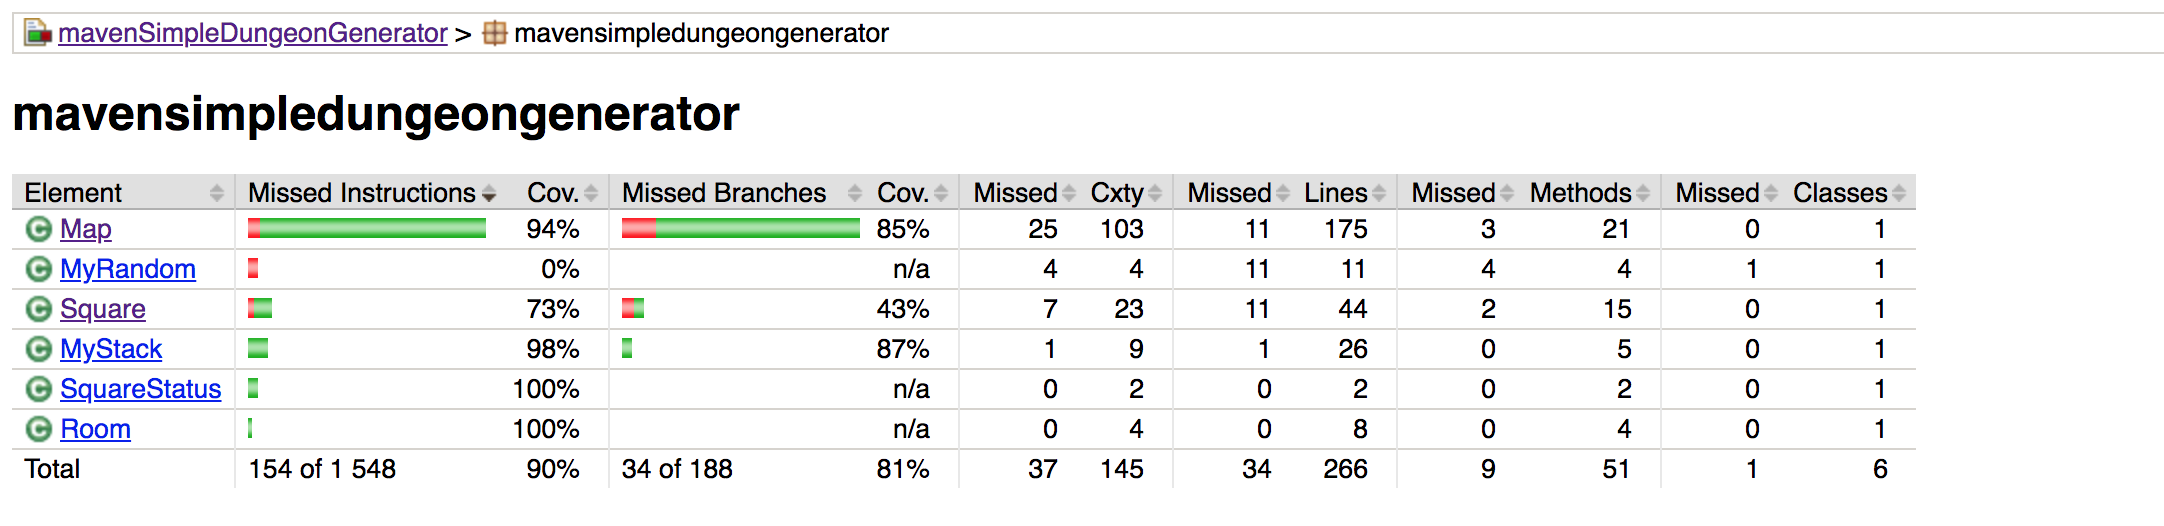 mavenSimpleDungeonGenerator > mavensimpledungeongenerator
mavensimpledungeongenerator
Element Missed Instructions Cov. Missed Branches Cov. Missed Cxty Missed Lines Missed Methods Missed Classes
Map 94% 85% 25 103 11 175 3 21 0 1
MyRandom 0% n/a 4 4 11 11 4 4 1 1
Square 73% 43% 7 23 11 44 2 15 0 1
MyStack 98% 87% 1 9 1 26 0 5 0 1
SquareStatus 100% n/a 0 2 0 2 0 2 0 1
Room 100% n/a 0 4 0 8 0 4 0 1
Total 154 of 1 548 90% 34 of 188 81% 37 145 34 266 9 51 1 6